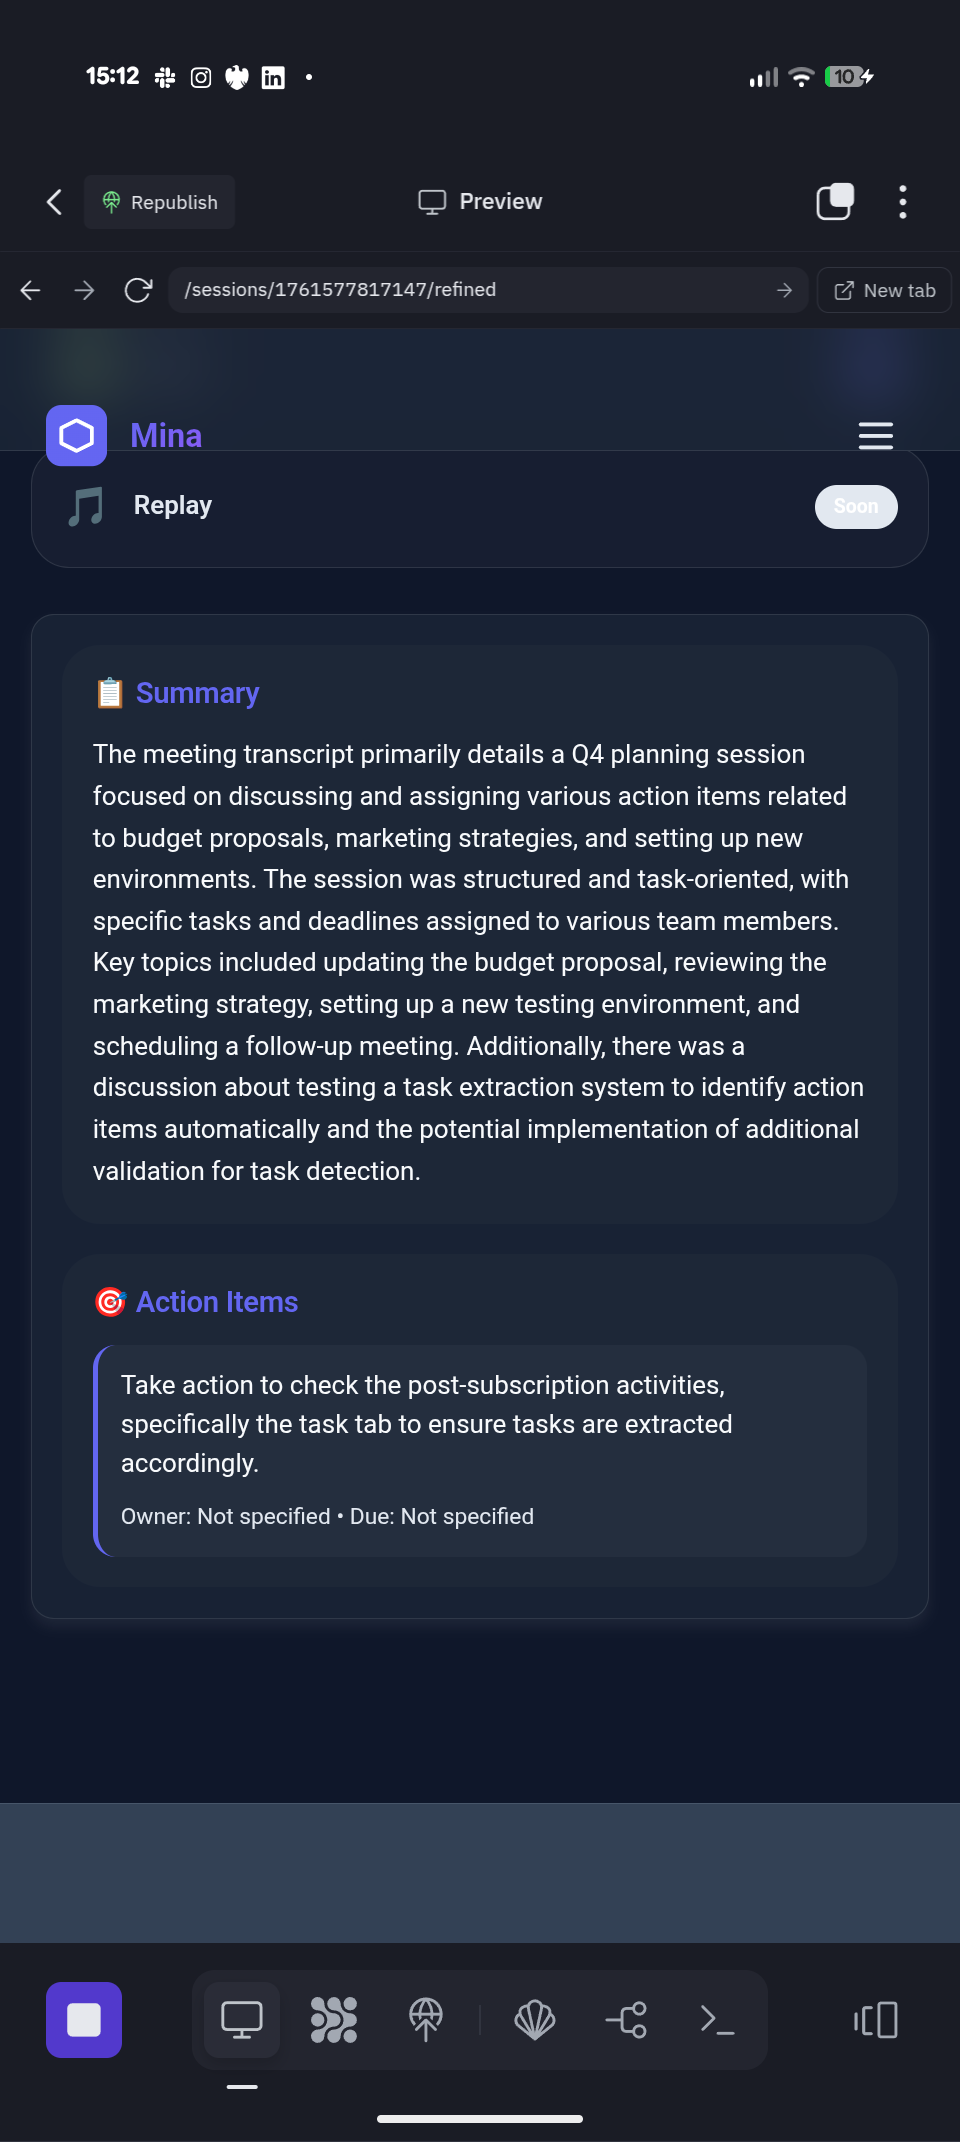 15:12
10
Republish
Preview
/sessions/1761577817147/refined
New tab
Mina
Replay
Soon
Summary
The meeting transcript primarily details a Q4 planning session
focused on discussing and assigning various action items related
to budget proposals, marketing strategies, and setting up new
environments. The session was structured and task-oriented, with
specific tasks and deadlines assigned to various team members.
Key topics included updating the budget proposal, reviewing the
marketing strategy, setting up a new testing environment, and
scheduling a follow-up meeting. Additionally, there was a
discussion about testing a task extraction system to identify action
items automatically and the potential implementation of additional
validation for task detection.
Action Items
Take action to check the post-subscription activities,
specifically the task tab to ensure tasks are extracted
accordingly.
Owner: Not specified • Due: Not specified